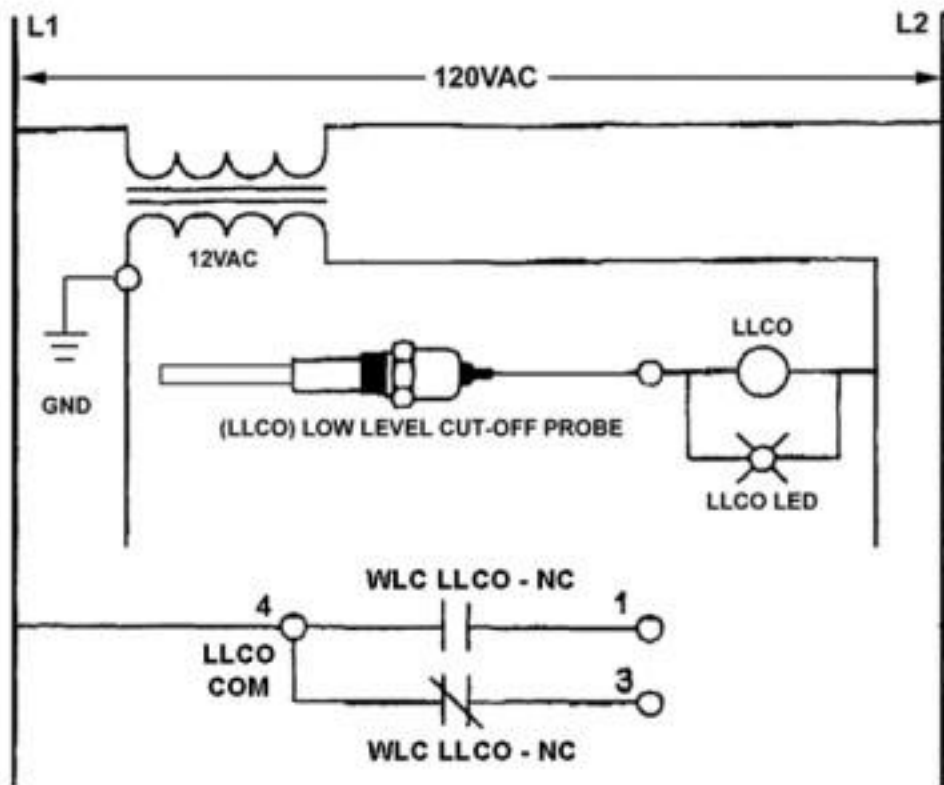 L1
L2
120VAC
12VAC
GND
LLCO
(LLCO) LOW LEVEL CUT-OFF PROBE
LLCO LED
WLC LLCO - NC
4
1
LLCO
COM
3
WLC LLCO - NC